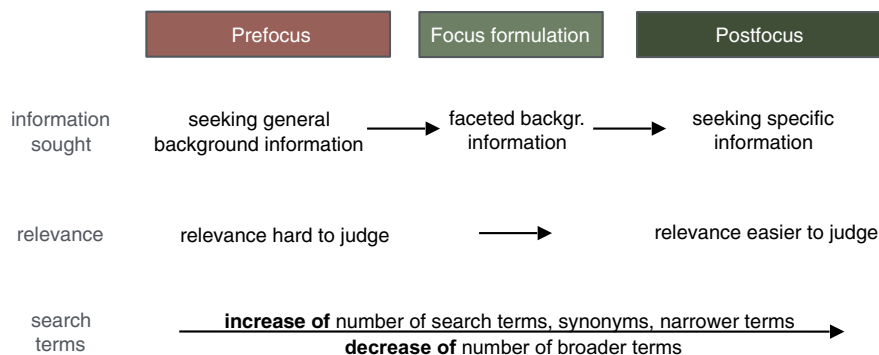 Prefocus
Focus formulation
Postfocus
information
sought
seeking general
background information
faceted backgr.
information
seeking specific
information
relevance
relevance hard to judge
relevance easier to judge
search
terms
increase of number of search terms, synonyms, narrower terms
decrease of number of broader terms